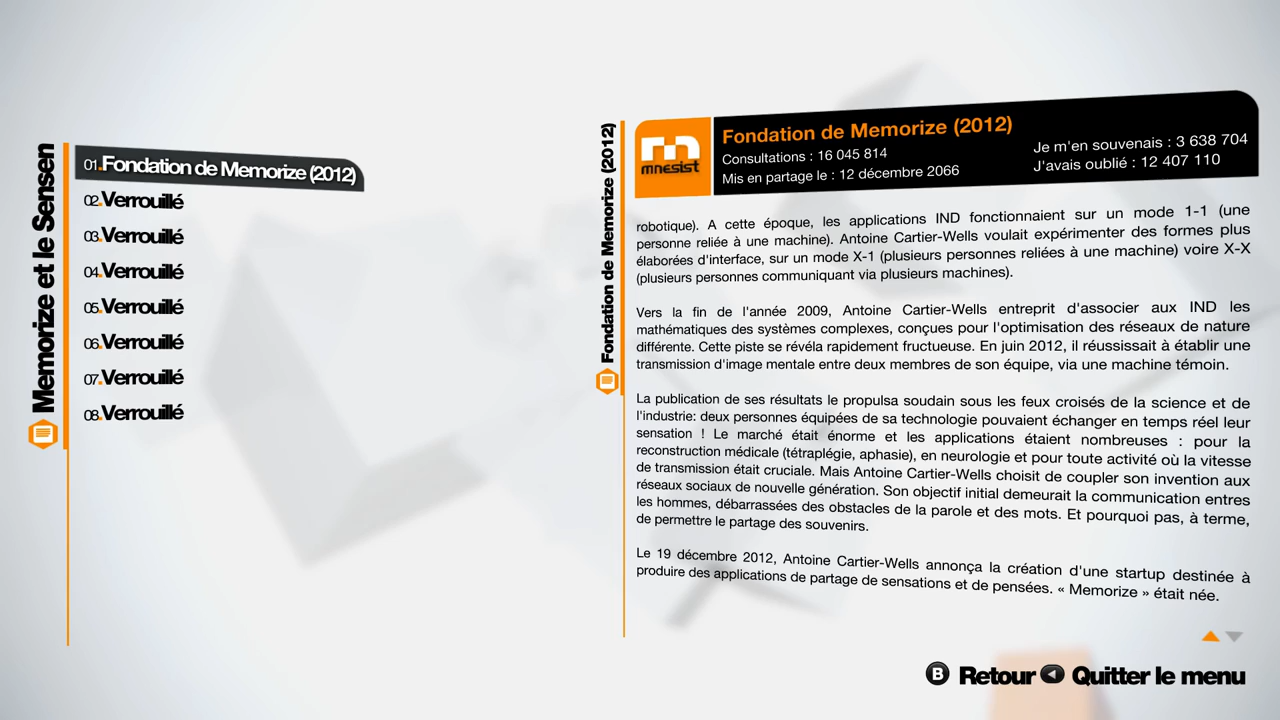 Memorize et le Sensen
01.Fondation de Memorize (2012)
02.Verrouillé
03.Verrouillé
04.Verrouillé
05.Verrouillé
06.Verrouillé
07.Verrouillé
08.Verrouillé
Fondation de Memorize (2012)
mnesist
Fondation de Memorize (2012)
Consultations : 16 045 814
Mis en partage le : 12 décembre 2066
Je m'en souvenais : 3 638 704
J'avais oublié : 12 407 110
robotique). A cette époque, les applications IND fonctionnaient sur un mode 1-1 (une
personne reliée à une machine). Antoine Cartier-Wells voulait expérimenter des formes plus
élaborées d'interface, sur un mode X-1 (plusieurs personnes reliées à une machine) voire X-X
(plusieurs personnes communiquant via plusieurs machines).
Vers la fin de l'année 2009, Antoine Cartier-Wells entreprit d'associer aux IND les
mathématiques des systèmes complexes, conçues pour l'optimisation des réseaux de nature
différente. Cette piste se révéla rapidement fructueuse. En juin 2012, il réussissait à établir une
transmission d'image mentale entre deux membres de son équipe, via une machine témoin.
La publication de ses résultats le propulsa soudain sous les feux croisés de la science et de
l'industrie: deux personnes équipées de sa technologie pouvaient échanger en temps réel leur
sensation ! Le marché était énorme et les applications étaient nombreuses : pour la
reconstruction médicale (tétraplégie, aphasie), en neurologie et pour toute activité où la vitesse
de transmission était cruciale. Mais Antoine Cartier-Wells choisit de coupler son invention aux
réseaux sociaux de nouvelle génération. Son objectif initial demeurait la communication entres
les hommes, débarrassées des obstacles de la parole et des mots. Et pourquoi pas, à terme,
de permettre le partage des souvenirs.
Le 19 décembre 2012, Antoine Cartier-Wells annonça la création d'une startup destinée à
produire des applications de partage de sensations et de pensées. « Memorize » était née.
B Retour Quitter le menu